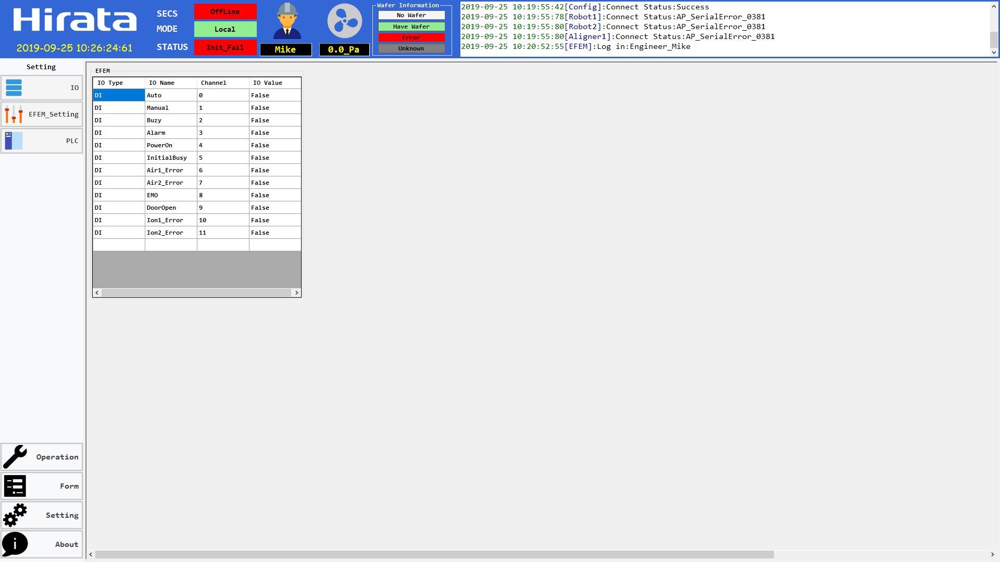 Hirata
2019-09-25 10:26:24:61
SECS OffLine
MODE Local
STATUS Init_Fail
Mike
0.0_Pa
Wafer Information
No Wafer
Have Wafer
Error
Unknown
2019-09-25 10:19:55:42[Config]:Connect Status:Success
2019-09-25 10:19:55:78[Robot1]:Connect Status:AP_SerialError_0381
2019-09-25 10:19:55:80[Robot2]:Connect Status:AP_SerialError_0381
2019-09-25 10:19:55:80[Aligner1]:Connect Status:AP_SerialError_0381
2019-09-25 10:20:52:55[EFEM]:Log in:Engineer_Mike
Setting
IO
EFEM_Setting
PLC
EFEM
IO Type IO Name Channel IO Value
DI Auto 0 False
DI Manual 1 False
DI Buzy 2 False
DI Alarm 3 False
DI PowerOn 4 False
DI InitialBusy 5 False
DI Air1_Error 6 False
DI Air2_Error 7 False
DI EMO 8 False
DI DoorOpen 9 False
DI Ion1_Error 10 False
DI Ion2_Error 11 False
Operation
Form
Setting
About